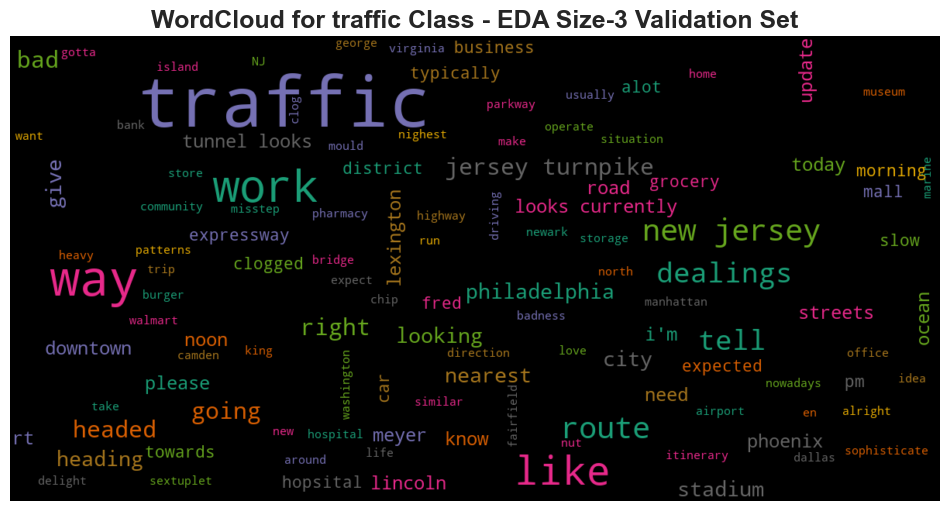 WordCloud for traffic Class - EDA Size-3 Validation Set
george
virginia
business
gotta
bad
island
NJ
typically
update
home
museum
alot
usually
parkway
traffic
clog
bank
want
nighest
operate
make
situation
tunnel looks
mould
district
jersey turnpike
today
morning
marine
give
store
work
road
grocery
mall
community
misstep
pharmacy
lexington
highway
driving
looks currently
expressway
patterns
run
newark
storage
new jersey
slow
heavy
trip
clogged
bridge
expect
north
dealings
way
burger
chip
fred
philadelphia
manhattan
ocean
walmart
badness
streets
right
looking
i'm
tell
noon
downtown
camden
king
washington
direction
love
city
expected
office
please
car
nearest
need
nowadays
pm
idea
take
going
similar
fairfield
airport
en
alright
headed
rt
new
hospital
meyer
know
route
nut
phoenix
heading
towards
around
life
itinerary
dallas
sophisticate
delight
sextuplet
hopsital
lincoln
like
stadium